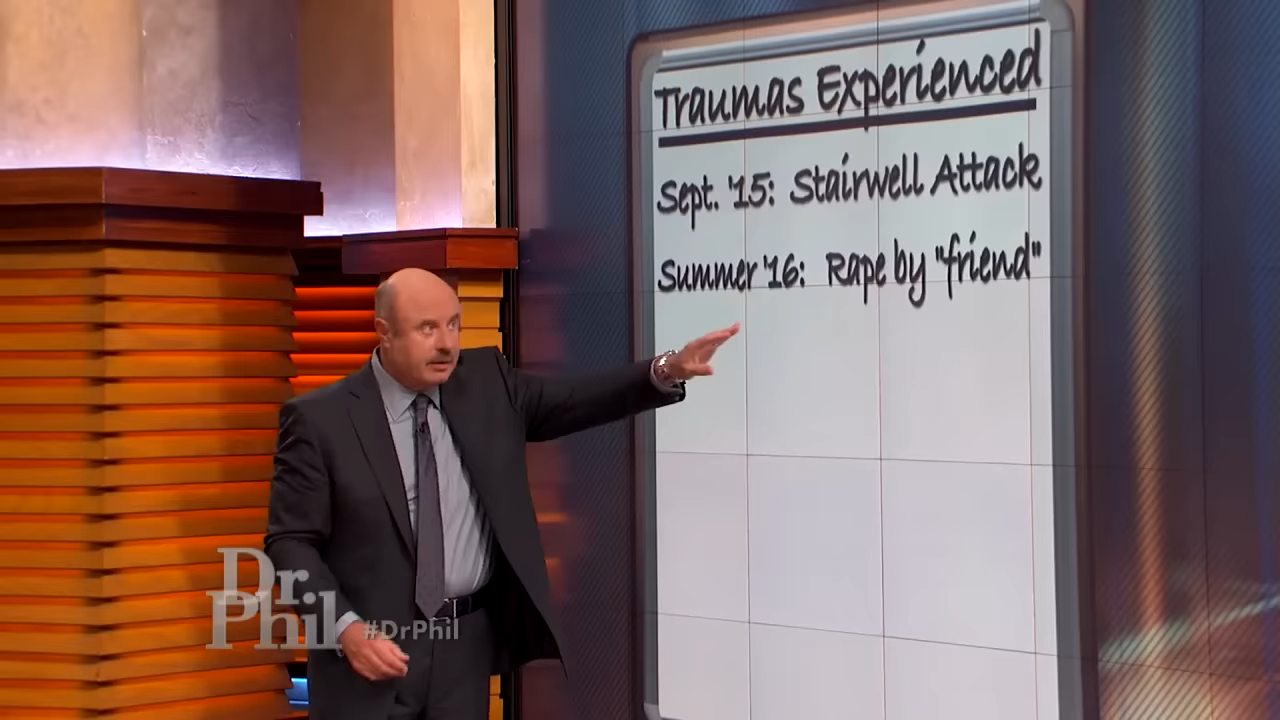 Traumas Experienced
Sept. '15: Stairwell Attack
Summer '16: Rape by "friend"
Dr.
Phil
#DrPhil